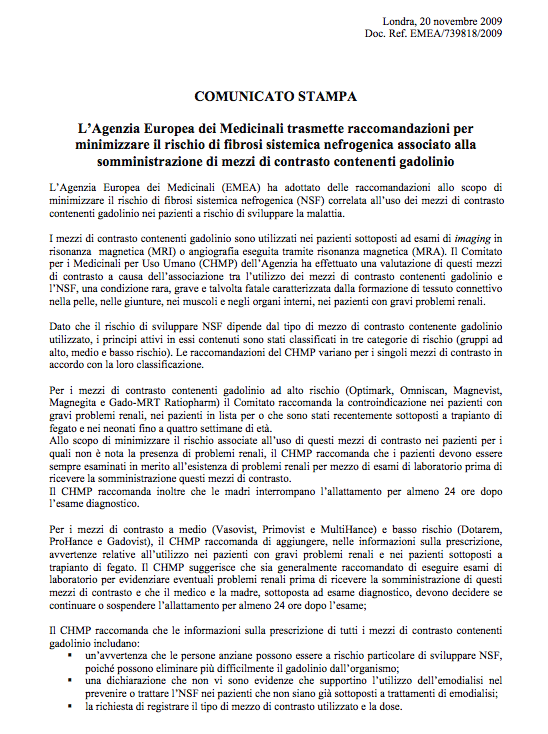 Londra, 20 novembre 2009
Doc. Ref. EMEA/739818/2009
COMUNICATO STAMPA
L’Agenzia Europea dei Medicinali trasmette raccomandazioni per
minimizzare il rischio di fibrosi sistemica nefrogenica associato alla
somministrazione di mezzi di contrasto contenenti gadolinio
L’Agenzia Europea dei Medicinali (EMEA) ha adottato delle raccomandazioni allo scopo di
minimizzare il rischio di fibrosi sistemica nefrogenica (NSF) correlata all’uso dei mezzi di contrasto
contenenti gadolinio nei pazienti a rischio di sviluppare la malattia.
I mezzi di contrasto contenenti gadolinio sono utilizzati nei pazienti sottoposti ad esami di imaging in
risonanza magnetica (MRI) o angiografia eseguita tramite risonanza magnetica (MRA). Il Comitato
per i Medicinali per Uso Umano (CHMP) dell’Agenzia ha effettuato una valutazione di questi mezzi
di contrasto a causa dell’associazione tra l’utilizzo dei mezzi di contrasto contenenti gadolinio e
l’NSF, una condizione rara, grave e talvolta fatale caratterizzata dalla formazione di tessuto connettivo
nella pelle, nelle giunture, nei muscoli e negli organi interni, nei pazienti con gravi problemi renali.
Dato che il rischio di sviluppare NSF dipende dal tipo di mezzo di contrasto contenente gadolinio
utilizzato, i principi attivi in essi contenuti sono stati classificati in tre categorie di rischio (gruppi ad
alto, medio e basso rischio). Le raccomandazioni del CHMP variano per i singoli mezzi di contrasto in
accordo con la loro classificazione.
Per i mezzi di contrasto contenenti gadolinio ad alto rischio (Optimark, Omniscan, Magnevist,
Magnegita e Gado-MRT Ratiopharm) il Comitato raccomanda la controindicazione nei pazienti con
gravi problemi renali, nei pazienti in lista per o che sono stati recentemente sottoposti a trapianto di
fegato e nei neonati fino a quattro settimane di età.
Allo scopo di minimizzare il rischio associate all’uso di questi mezzi di contrasto nei pazienti per i
quali non è nota la presenza di problemi renali, il CHMP raccomanda che i pazienti devono essere
sempre esaminati in merito all’esistenza di problemi renali per mezzo di esami di laboratorio prima di
ricevere la somministrazione questi mezzi di contrasto.
Il CHMP raccomanda inoltre che le madri interrompano l’allattamento per almeno 24 ore dopo
l’esame diagnostico.
Per i mezzi di contrasto a medio (Vasovist, Primovist e MultiHance) e basso rischio (Dotarem,
ProHance e Gadovist), il CHMP raccomanda di aggiungere, nelle informazioni sulla prescrizione,
avvertenze relative all’utilizzo nei pazienti con gravi problemi renali e nei pazienti sottoposti a
trapianto di fegato. Il CHMP suggerisce che sia generalmente raccomandato di eseguire esami di
laboratorio per evidenziare eventuali problemi renali prima di ricevere la somministrazione di questi
mezzi di contrasto e che il medico e la madre, sottoposta ad esame diagnostico, devono decidere se
continuare o sospendere l’allattamento per almeno 24 ore dopo l’esame;
Il CHMP raccomanda che le informazioni sulla prescrizione di tutti i mezzi di contrasto contenenti
gadolinio includano:
▪ un’avvertenza che le persone anziane possono essere a rischio particolare di sviluppare NSF,
poiché possono eliminare più difficilmente il gadolinio dall’organismo;
▪ una dichiarazione che non vi sono evidenze che supportino l’utilizzo dell’emodialisi nel
prevenire o trattare l’NSF nei pazienti che non siano già sottoposti a trattamenti di emodialisi;
▪ la richiesta di registrare il tipo di mezzo di contrasto utilizzato e la dose.